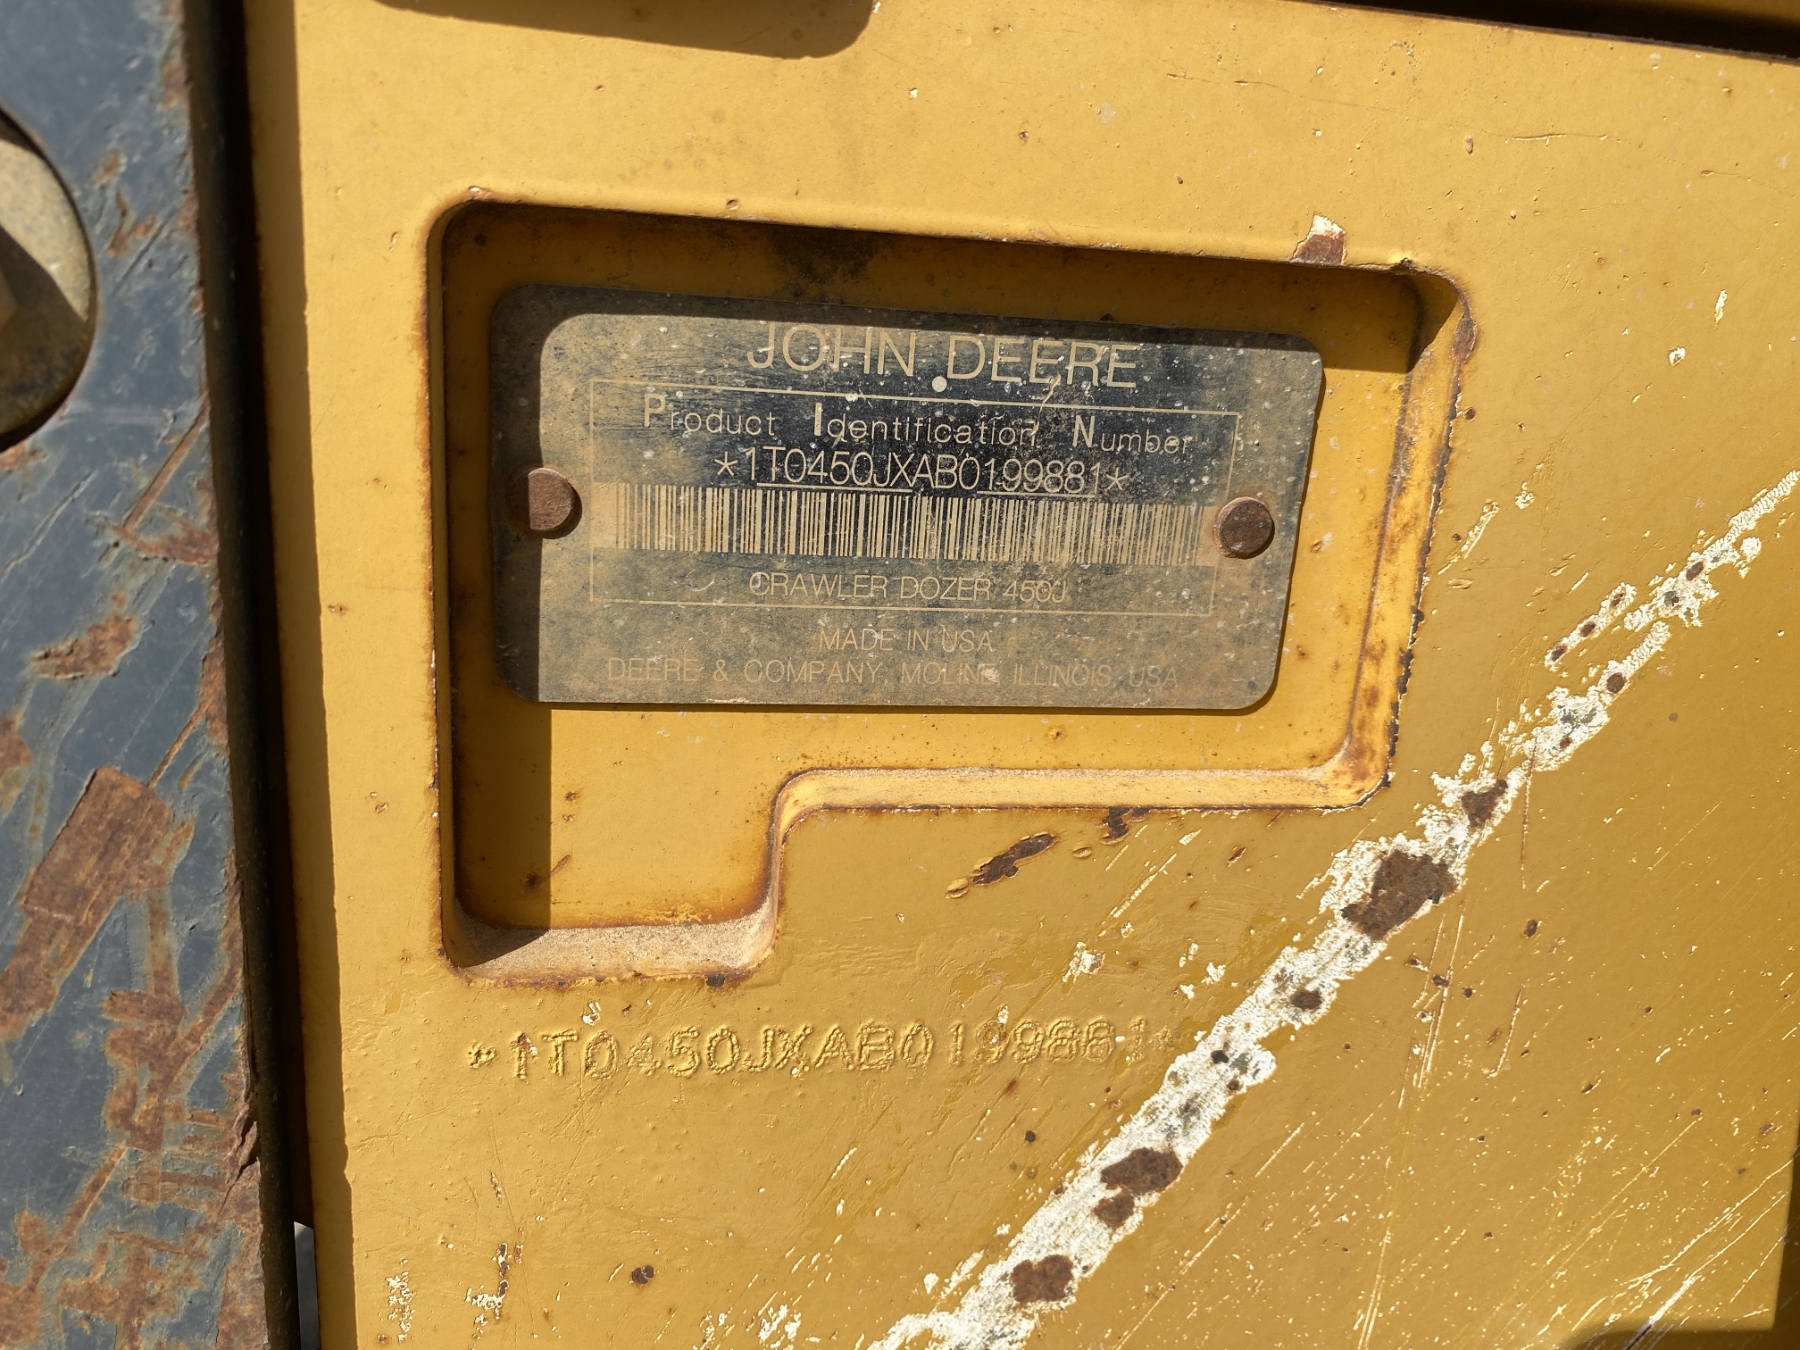 JOHN DEERE
Product Identification Number
*1T0450JXAB0199881*
CRAWLER DOZER 450J
MADE IN USA
DEERE & COMPANY, MOLINE ILLINOIS USA
*1T0450JXAB0199881*